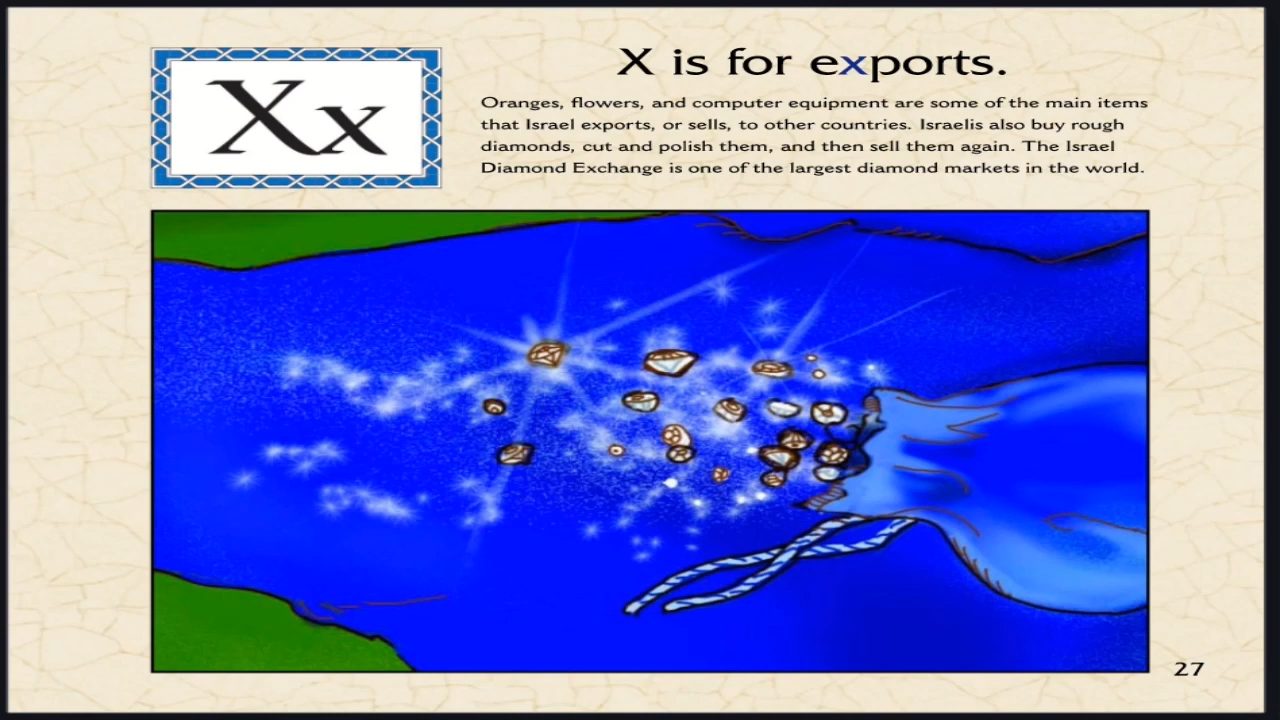 Xx
X is for exports.
Oranges, flowers, and computer equipment are some of the main items
that Israel exports, or sells, to other countries. Israelis also buy rough
diamonds, cut and polish them, and then sell them again. The Israel
Diamond Exchange is one of the largest diamond markets in the world.
27